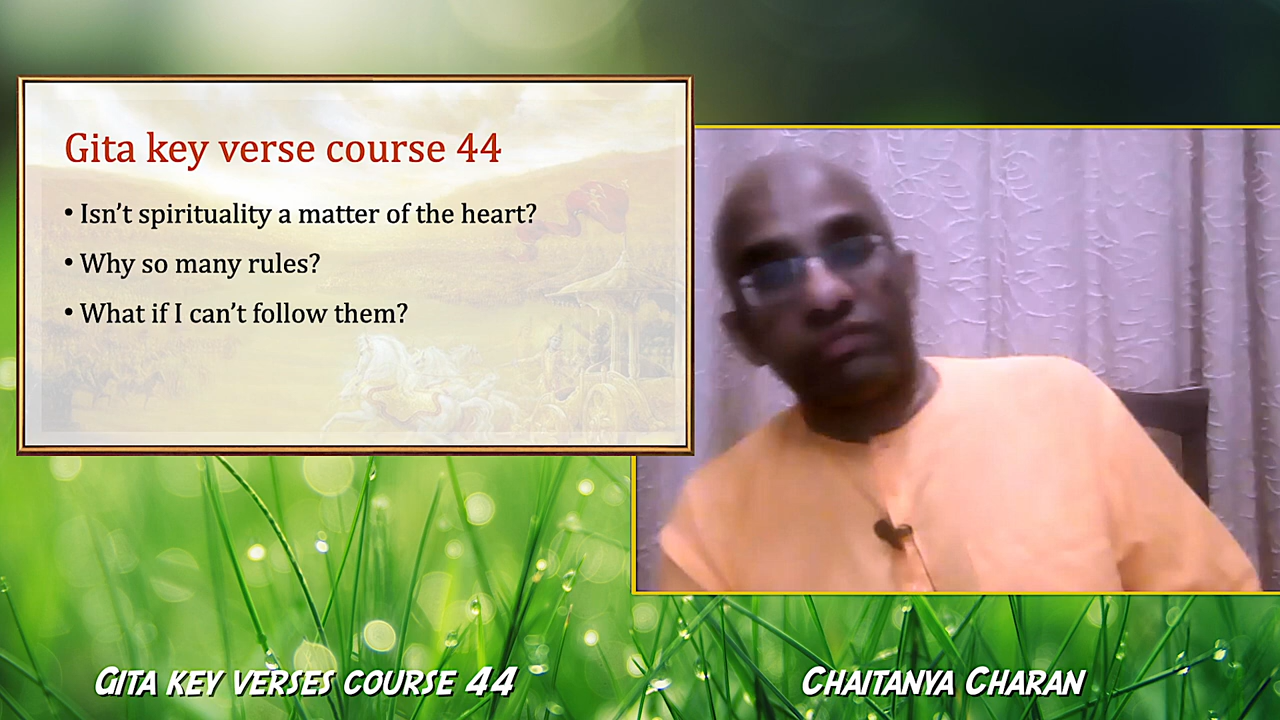 Gita key verse course 44
• Isn't spirituality a matter of the heart?
• Why so many rules?
• What if I can't follow them?
GITA KEY VERSES COURSE 44
CHAITANYA CHARAN